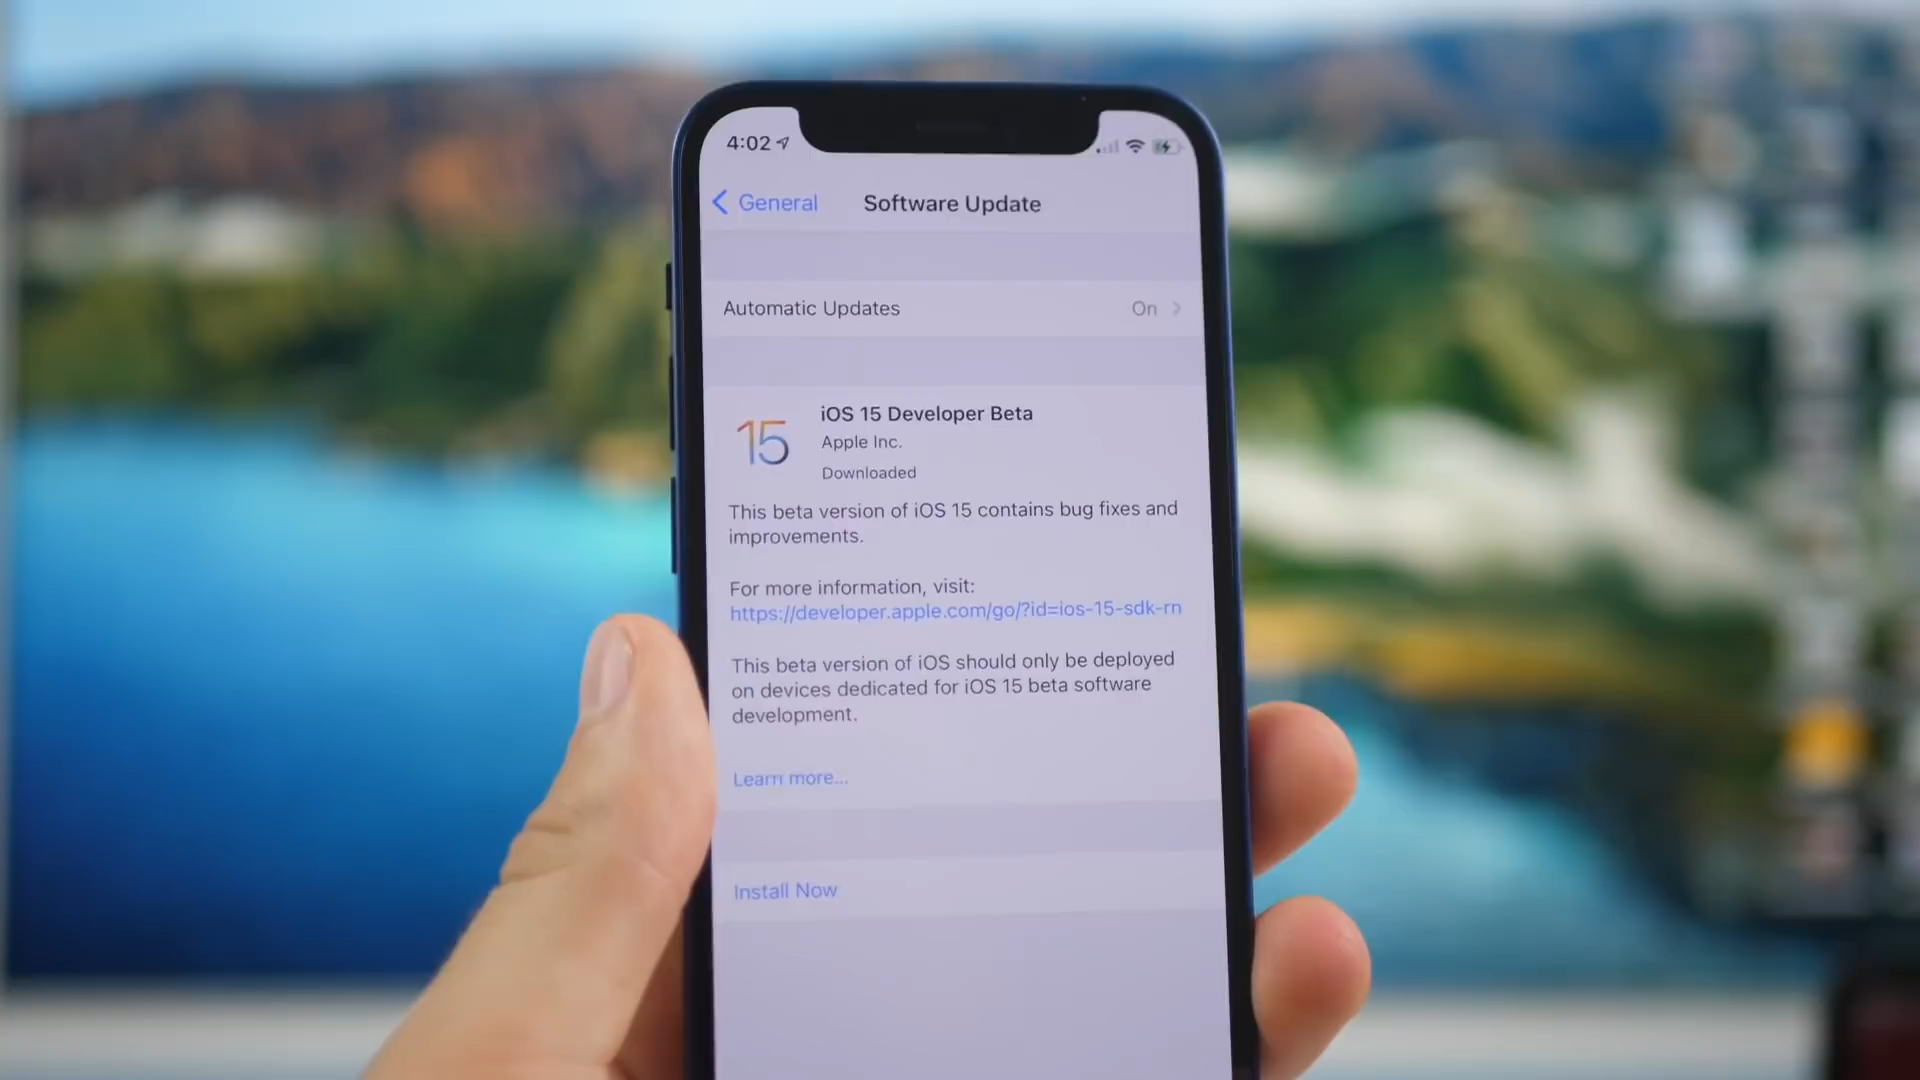 4:02
General
Software Update
Automatic Updates
On
15
iOS 15 Developer Beta
Apple Inc.
Downloaded
This beta version of iOS 15 contains bug fixes and
improvements.
For more information, visit:
https://developer.apple.com/go/?id=ios-15-sdk-rn
This beta version of iOS should only be deployed
on devices dedicated for iOS 15 beta software
development.
Learn more...
Install Now